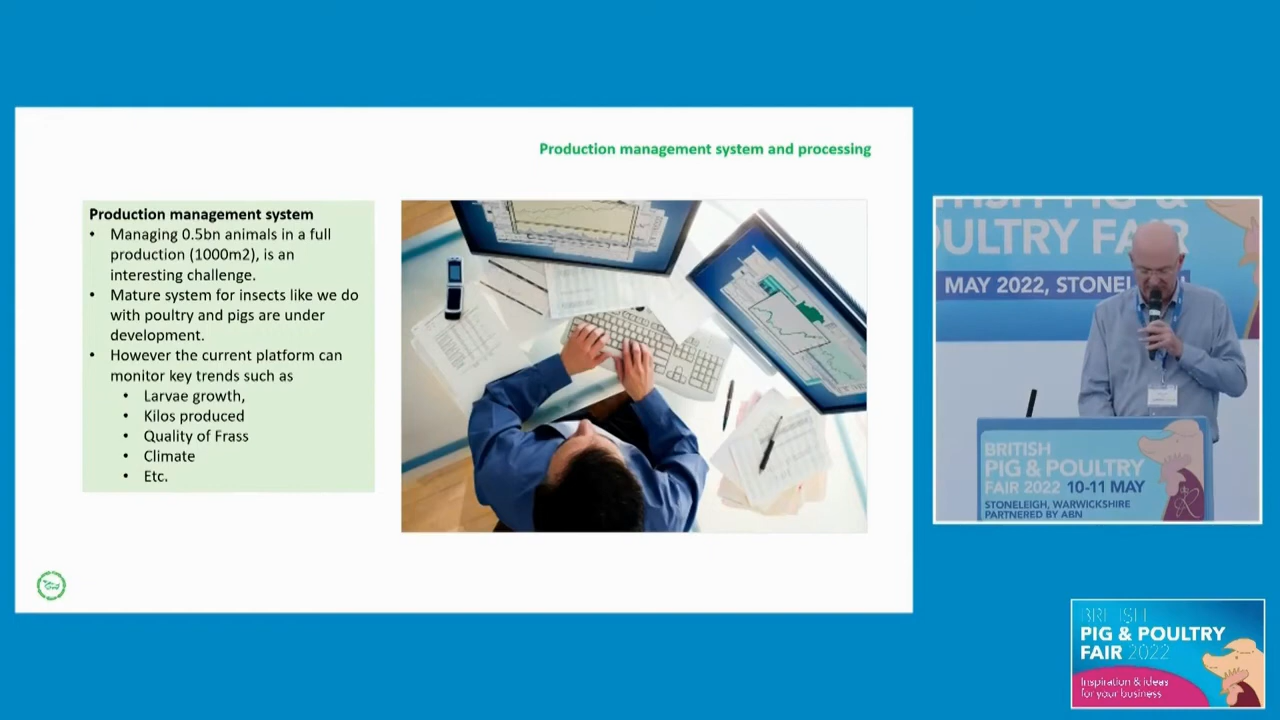 Production management system and processing
Production management system
• Managing 0.5bn animals in a full
production (1000m2), is an
interesting challenge.
• Mature system for insects like we do
with poultry and pigs are under
development.
• However the current platform can
monitor key trends such as
• Larvae growth,
• Kilos produced
• Quality of Frass
• Climate
• Etc.
MAY 2022,
BRITISH
PIG & POULTRY
FAIR 2022 10-11 MAY
STONELEIGH, WARWICKSHIRE
PARTNERED BY ABN
BRITISH
PIG & POULTRY
FAIR 2022
Inspiration & ideas
for your business